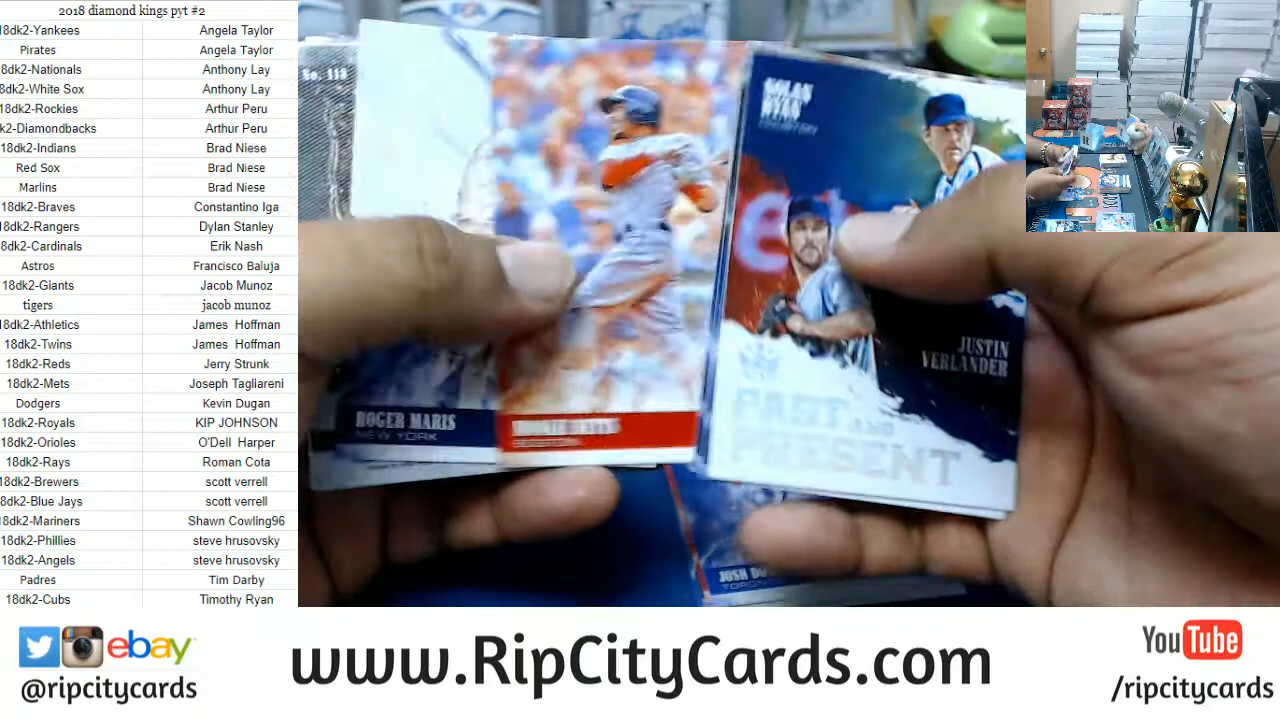 2018 diamond kings pyt #2
18dk2-Yankees Angela Taylor
Pirates Angela Taylor
8dk2-Nationals Anthony Lay
8dk2-White Sox Anthony Lay
18dk2-Rockies Arthur Peru
k2-Diamondbacks Arthur Peru
18dk2-Indians Brad Niese
Red Sox Brad Niese
Marlins Brad Niese
18dk2-Braves Constantino Iga
8dk2-Rangers Dylan Stanley
8dk2-Cardinals Erik Nash
Astros Francisco Baluja
18dk2-Giants Jacob Munoz
tigers jacob munoz
18dk2-Athletics James Hoffman
18dk2-Twins James Hoffman
18dk2-Reds Jerry Strunk
18dk2-Mets Joseph Tagliareni
Dodgers Kevin Dugan
18dk2-Royals KIP JOHNSON
18dk2-Orioles O'Dell Harper
18dk2-Rays Roman Cota
8dk2-Brewers scott verrell
8dk2-Blue Jays scott verrell
18dk2-Mariners Shawn Cowling96
18dk2-Phillies steve hrusovsky
18dk2-Angels steve hrusovsky
Padres Tim Darby
18dk2-Cubs Timothy Ryan
No. 118
ROGER MARIS
NEW YORK
NOLAN
RYAN
JUSTIN
VERLANDER
PAST AND
PRESENT
JOSH
ebay
@ripcitycards
www.RipCityCards.com
YouTube
/ripcitycards